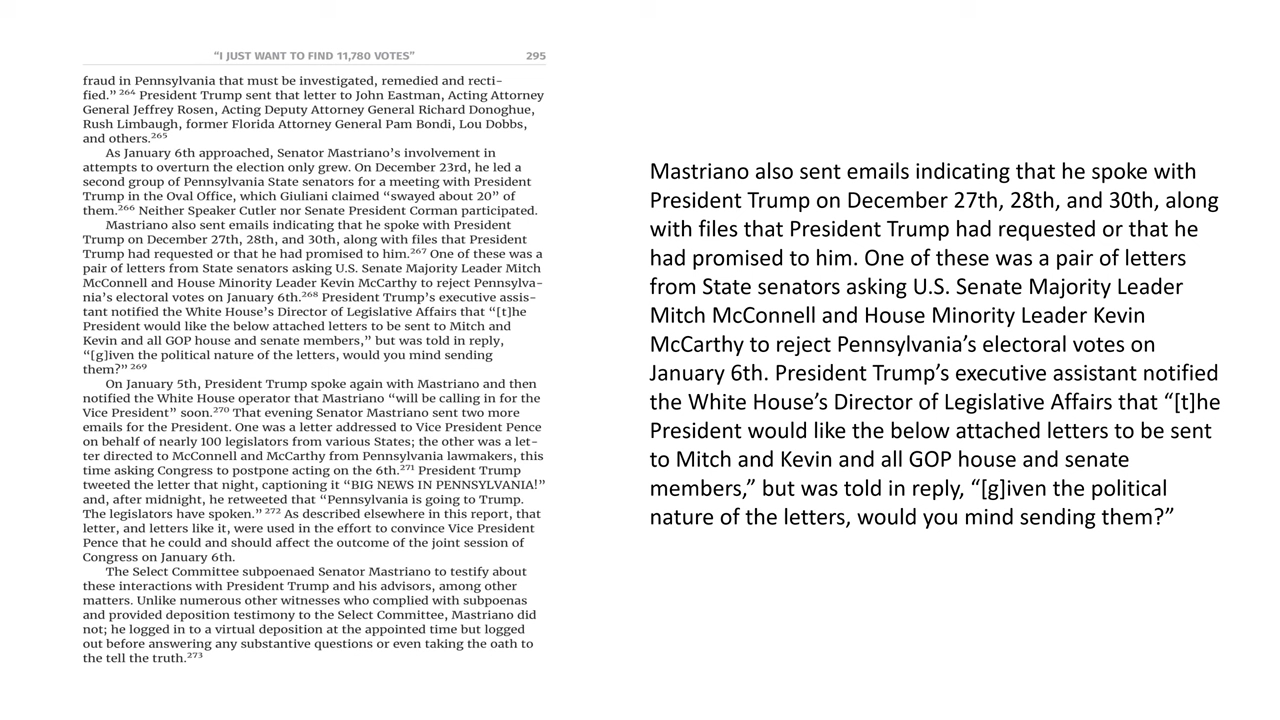 “I JUST WANT TO FIND 11,780 VOTES” 295
fraud in Pennsylvania that must be investigated, remedied and recti-
fied.” 264 President Trump sent that letter to John Eastman, Acting Attorney
General Jeffrey Rosen, Acting Deputy Attorney General Richard Donoghue,
Rush Limbaugh, former Florida Attorney General Pam Bondi, Lou Dobbs,
and others.265
As January 6th approached, Senator Mastriano’s involvement in
attempts to overturn the election only grew. On December 23rd, he led a
second group of Pennsylvania State senators for a meeting with President
Trump in the Oval Office, which Giuliani claimed “swayed about 20” of
them.266 Neither Speaker Cutler nor Senate President Corman participated.
Mastriano also sent emails indicating that he spoke with President
Trump on December 27th, 28th, and 30th, along with files that President
Trump had requested or that he had promised to him.267 One of these was a
pair of letters from State senators asking U.S. Senate Majority Leader Mitch
McConnell and House Minority Leader Kevin McCarthy to reject Pennsylva-
nia’s electoral votes on January 6th.268 President Trump’s executive assis-
tant notified the White House’s Director of Legislative Affairs that “[t]he
President would like the below attached letters to be sent to Mitch and
Kevin and all GOP house and senate members,” but was told in reply,
“[g]iven the political nature of the letters, would you mind sending
them?” 269
On January 5th, President Trump spoke again with Mastriano and then
notified the White House operator that Mastriano “will be calling in for the
Vice President” soon.270 That evening Senator Mastriano sent two more
emails for the President. One was a letter addressed to Vice President Pence
on behalf of nearly 100 legislators from various States; the other was a let-
ter directed to McConnell and McCarthy from Pennsylvania lawmakers, this
time asking Congress to postpone acting on the 6th.271 President Trump
tweeted the letter that night, captioning it “BIG NEWS IN PENNSYLVANIA!”
and, after midnight, he retweeted that “Pennsylvania is going to Trump.
The legislators have spoken.” 272 As described elsewhere in this report, that
letter, and letters like it, were used in the effort to convince Vice President
Pence that he could and should affect the outcome of the joint session of
Congress on January 6th.
The Select Committee subpoenaed Senator Mastriano to testify about
these interactions with President Trump and his advisors, among other
matters. Unlike numerous other witnesses who complied with subpoenas
and provided deposition testimony to the Select Committee, Mastriano did
not; he logged in to a virtual deposition at the appointed time but logged
out before answering any substantive questions or even taking the oath to
the tell the truth.273
Mastriano also sent emails indicating that he spoke with
President Trump on December 27th, 28th, and 30th, along
with files that President Trump had requested or that he
had promised to him. One of these was a pair of letters
from State senators asking U.S. Senate Majority Leader
Mitch McConnell and House Minority Leader Kevin
McCarthy to reject Pennsylvania’s electoral votes on
January 6th. President Trump’s executive assistant notified
the White House’s Director of Legislative Affairs that “[t]he
President would like the below attached letters to be sent
to Mitch and Kevin and all GOP house and senate
members,” but was told in reply, “[g]iven the political
nature of the letters, would you mind sending them?”